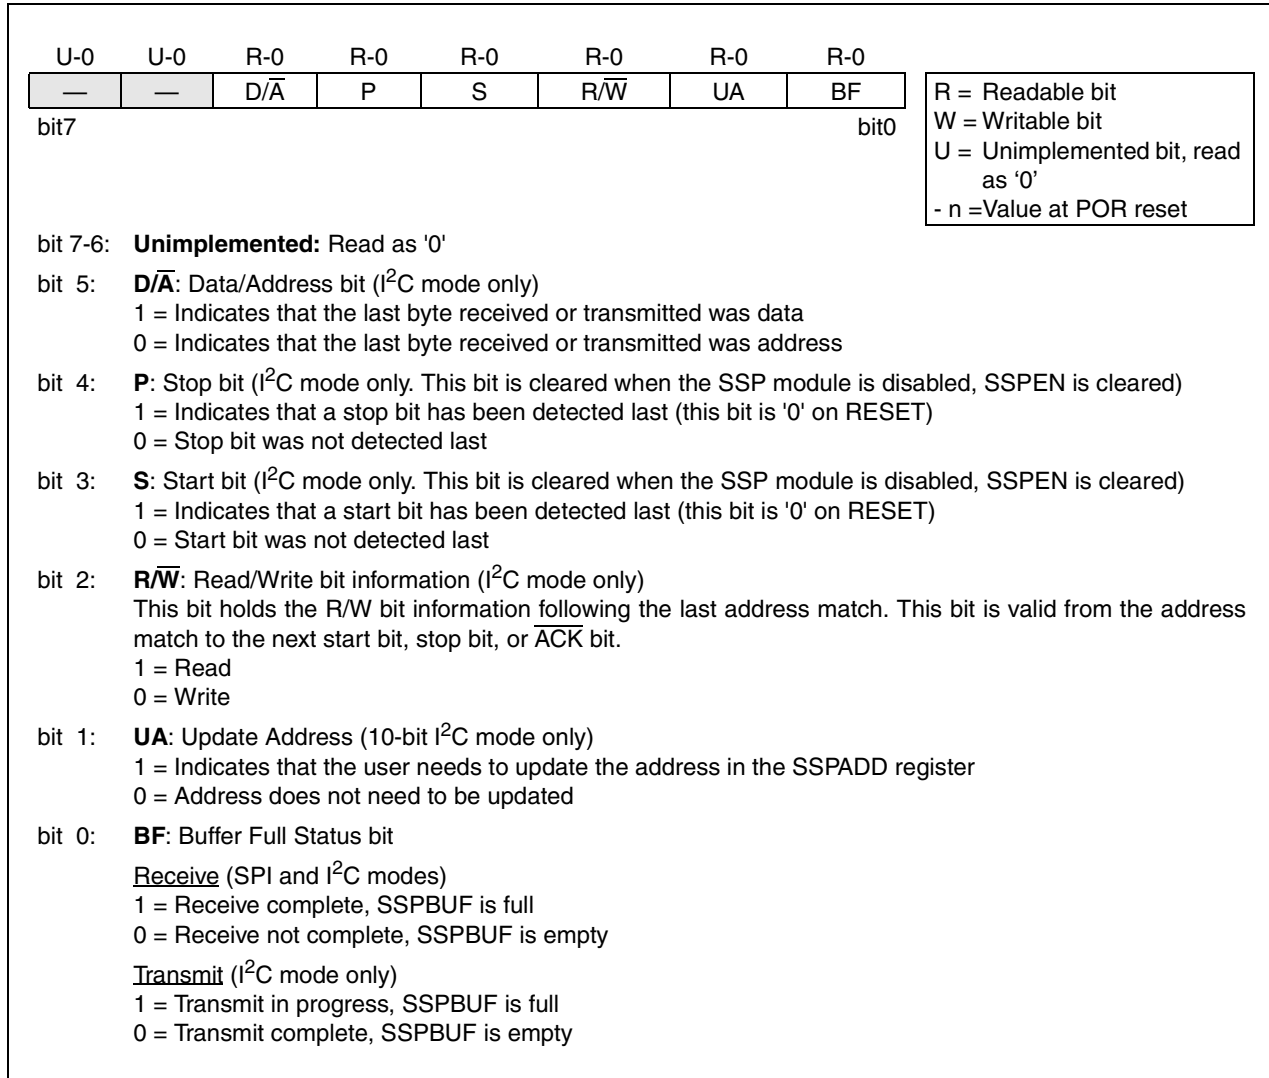 U-0 U-0 R-0 R-0 R-0 R-0 R-0 R-0
— — D/A̅ P S R/W̅ UA BF
bit7 bit0
R = Readable bit
W = Writable bit
U = Unimplemented bit, read
as ‘0’
- n =Value at POR reset
bit 7-6: Unimplemented: Read as '0'
bit 5: D/A̅: Data/Address bit (I²C mode only)
1 = Indicates that the last byte received or transmitted was data
0 = Indicates that the last byte received or transmitted was address
bit 4: P: Stop bit (I²C mode only. This bit is cleared when the SSP module is disabled, SSPEN is cleared)
1 = Indicates that a stop bit has been detected last (this bit is '0' on RESET)
0 = Stop bit was not detected last
bit 3: S: Start bit (I²C mode only. This bit is cleared when the SSP module is disabled, SSPEN is cleared)
1 = Indicates that a start bit has been detected last (this bit is '0' on RESET)
0 = Start bit was not detected last
bit 2: R/W̅: Read/Write bit information (I²C mode only)
This bit holds the R/W bit information following the last address match. This bit is valid from the address
match to the next start bit, stop bit, or A̅C̅K̅ bit.
1 = Read
0 = Write
bit 1: UA: Update Address (10-bit I²C mode only)
1 = Indicates that the user needs to update the address in the SSPADD register
0 = Address does not need to be updated
bit 0: BF: Buffer Full Status bit
Receive (SPI and I²C modes)
1 = Receive complete, SSPBUF is full
0 = Receive not complete, SSPBUF is empty
Transmit (I²C mode only)
1 = Transmit in progress, SSPBUF is full
0 = Transmit complete, SSPBUF is empty